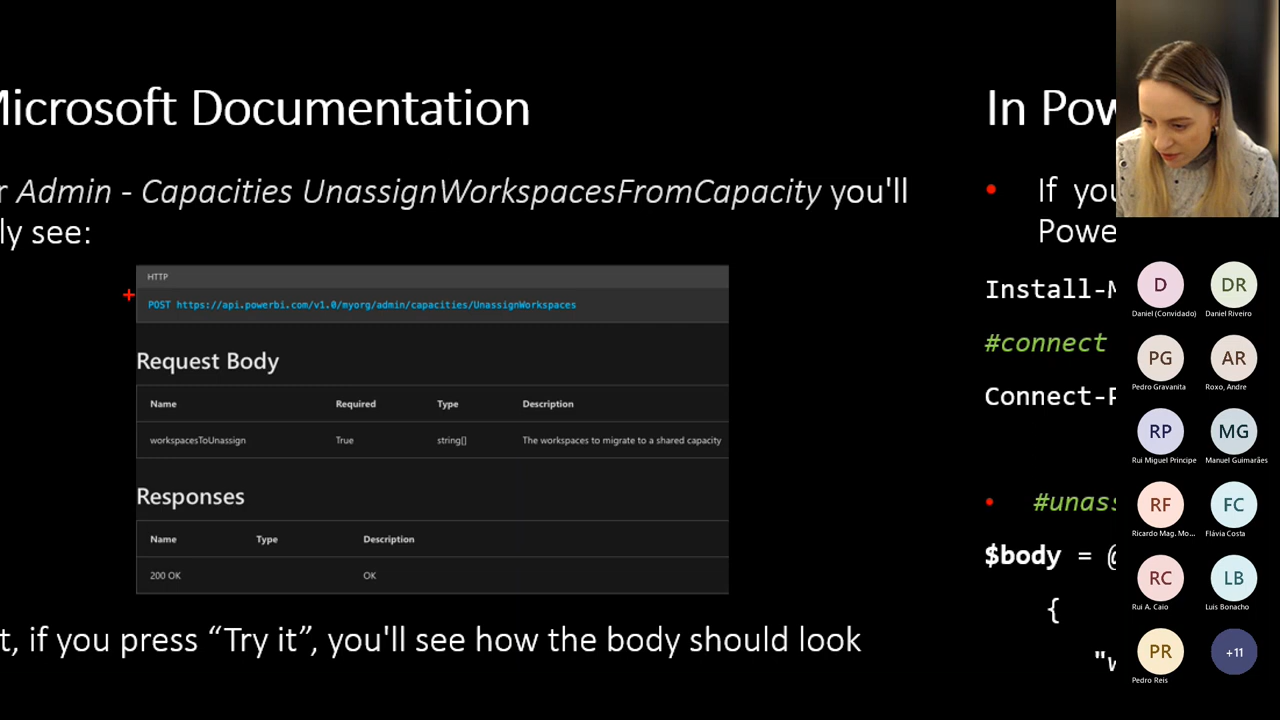 Microsoft Documentation
r Admin - Capacities UnassignWorkspacesFromCapacity you'll
ly see:
HTTP
POST https://api.powerbi.com/v1.0/myorg/admin/capacities/UnassignWorkspaces
Request Body
Name Required Type Description
workspacesToUnassign True string[] The workspaces to migrate to a shared capacity
Responses
Name Type Description
200 OK OK
t, if you press “Try it”, you'll see how the body should look
In Pow
• If you
Powe
Install-M
#connect
Connect-P
• #unass
$body = @
{
"w
D DR
Daniel (Convidado) Daniel Riveiro
PG AR
Pedro Gravanita Roxo, Andre
RP MG
Rui Miguel Principe Manuel Guimarães
RF FC
Ricardo Mag. Mo... Flávia Costa
RC LB
Rui A. Caio Luis Bonacho
PR +11
Pedro Reis